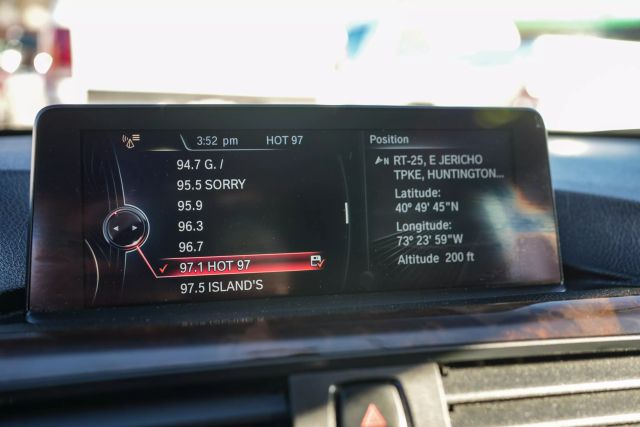 3:52 pm HOT 97
94.7 G. /
95.5 SORRY
95.9
96.3
96.7
97.1 HOT 97
97.5 ISLAND'S
Position
N RT-25, E JERICHO
TPKE, HUNTINGTON...
Latitude:
40° 49' 45"N
Longitude:
73° 23' 59"W
Altitude 200 ft